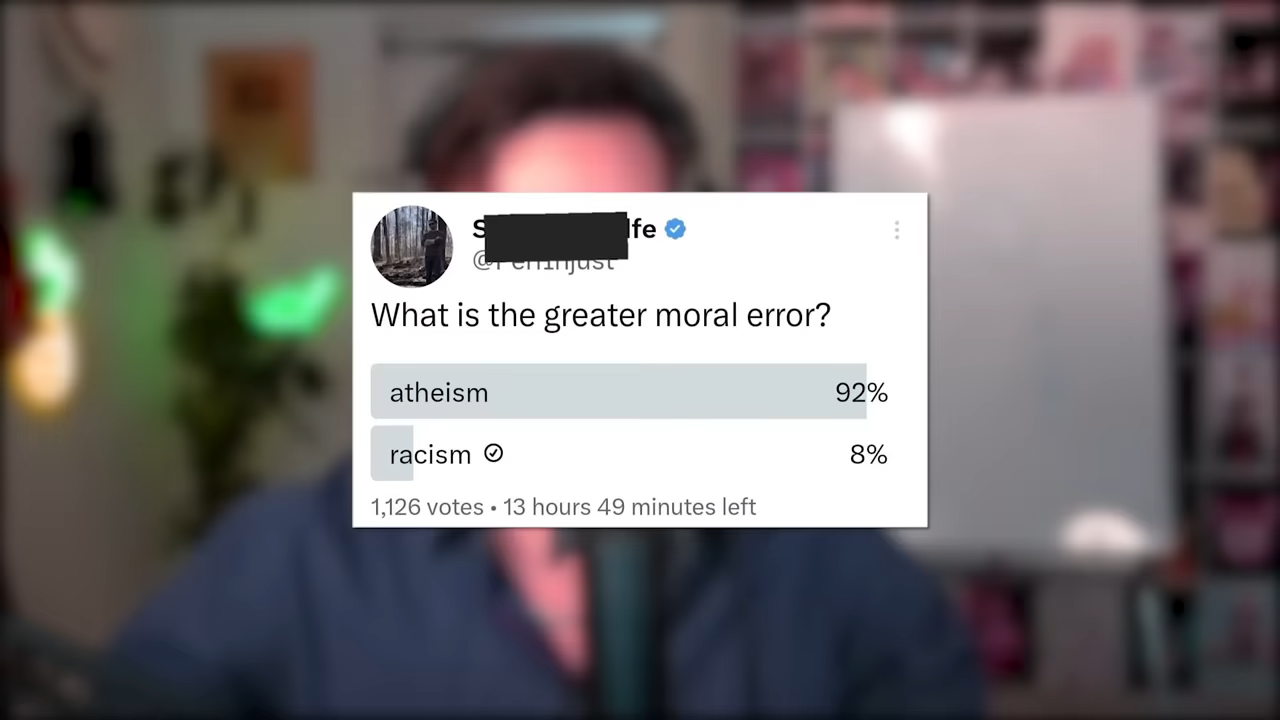 What is the greater moral error?
atheism 92%
racism 8%
1,126 votes • 13 hours 49 minutes left